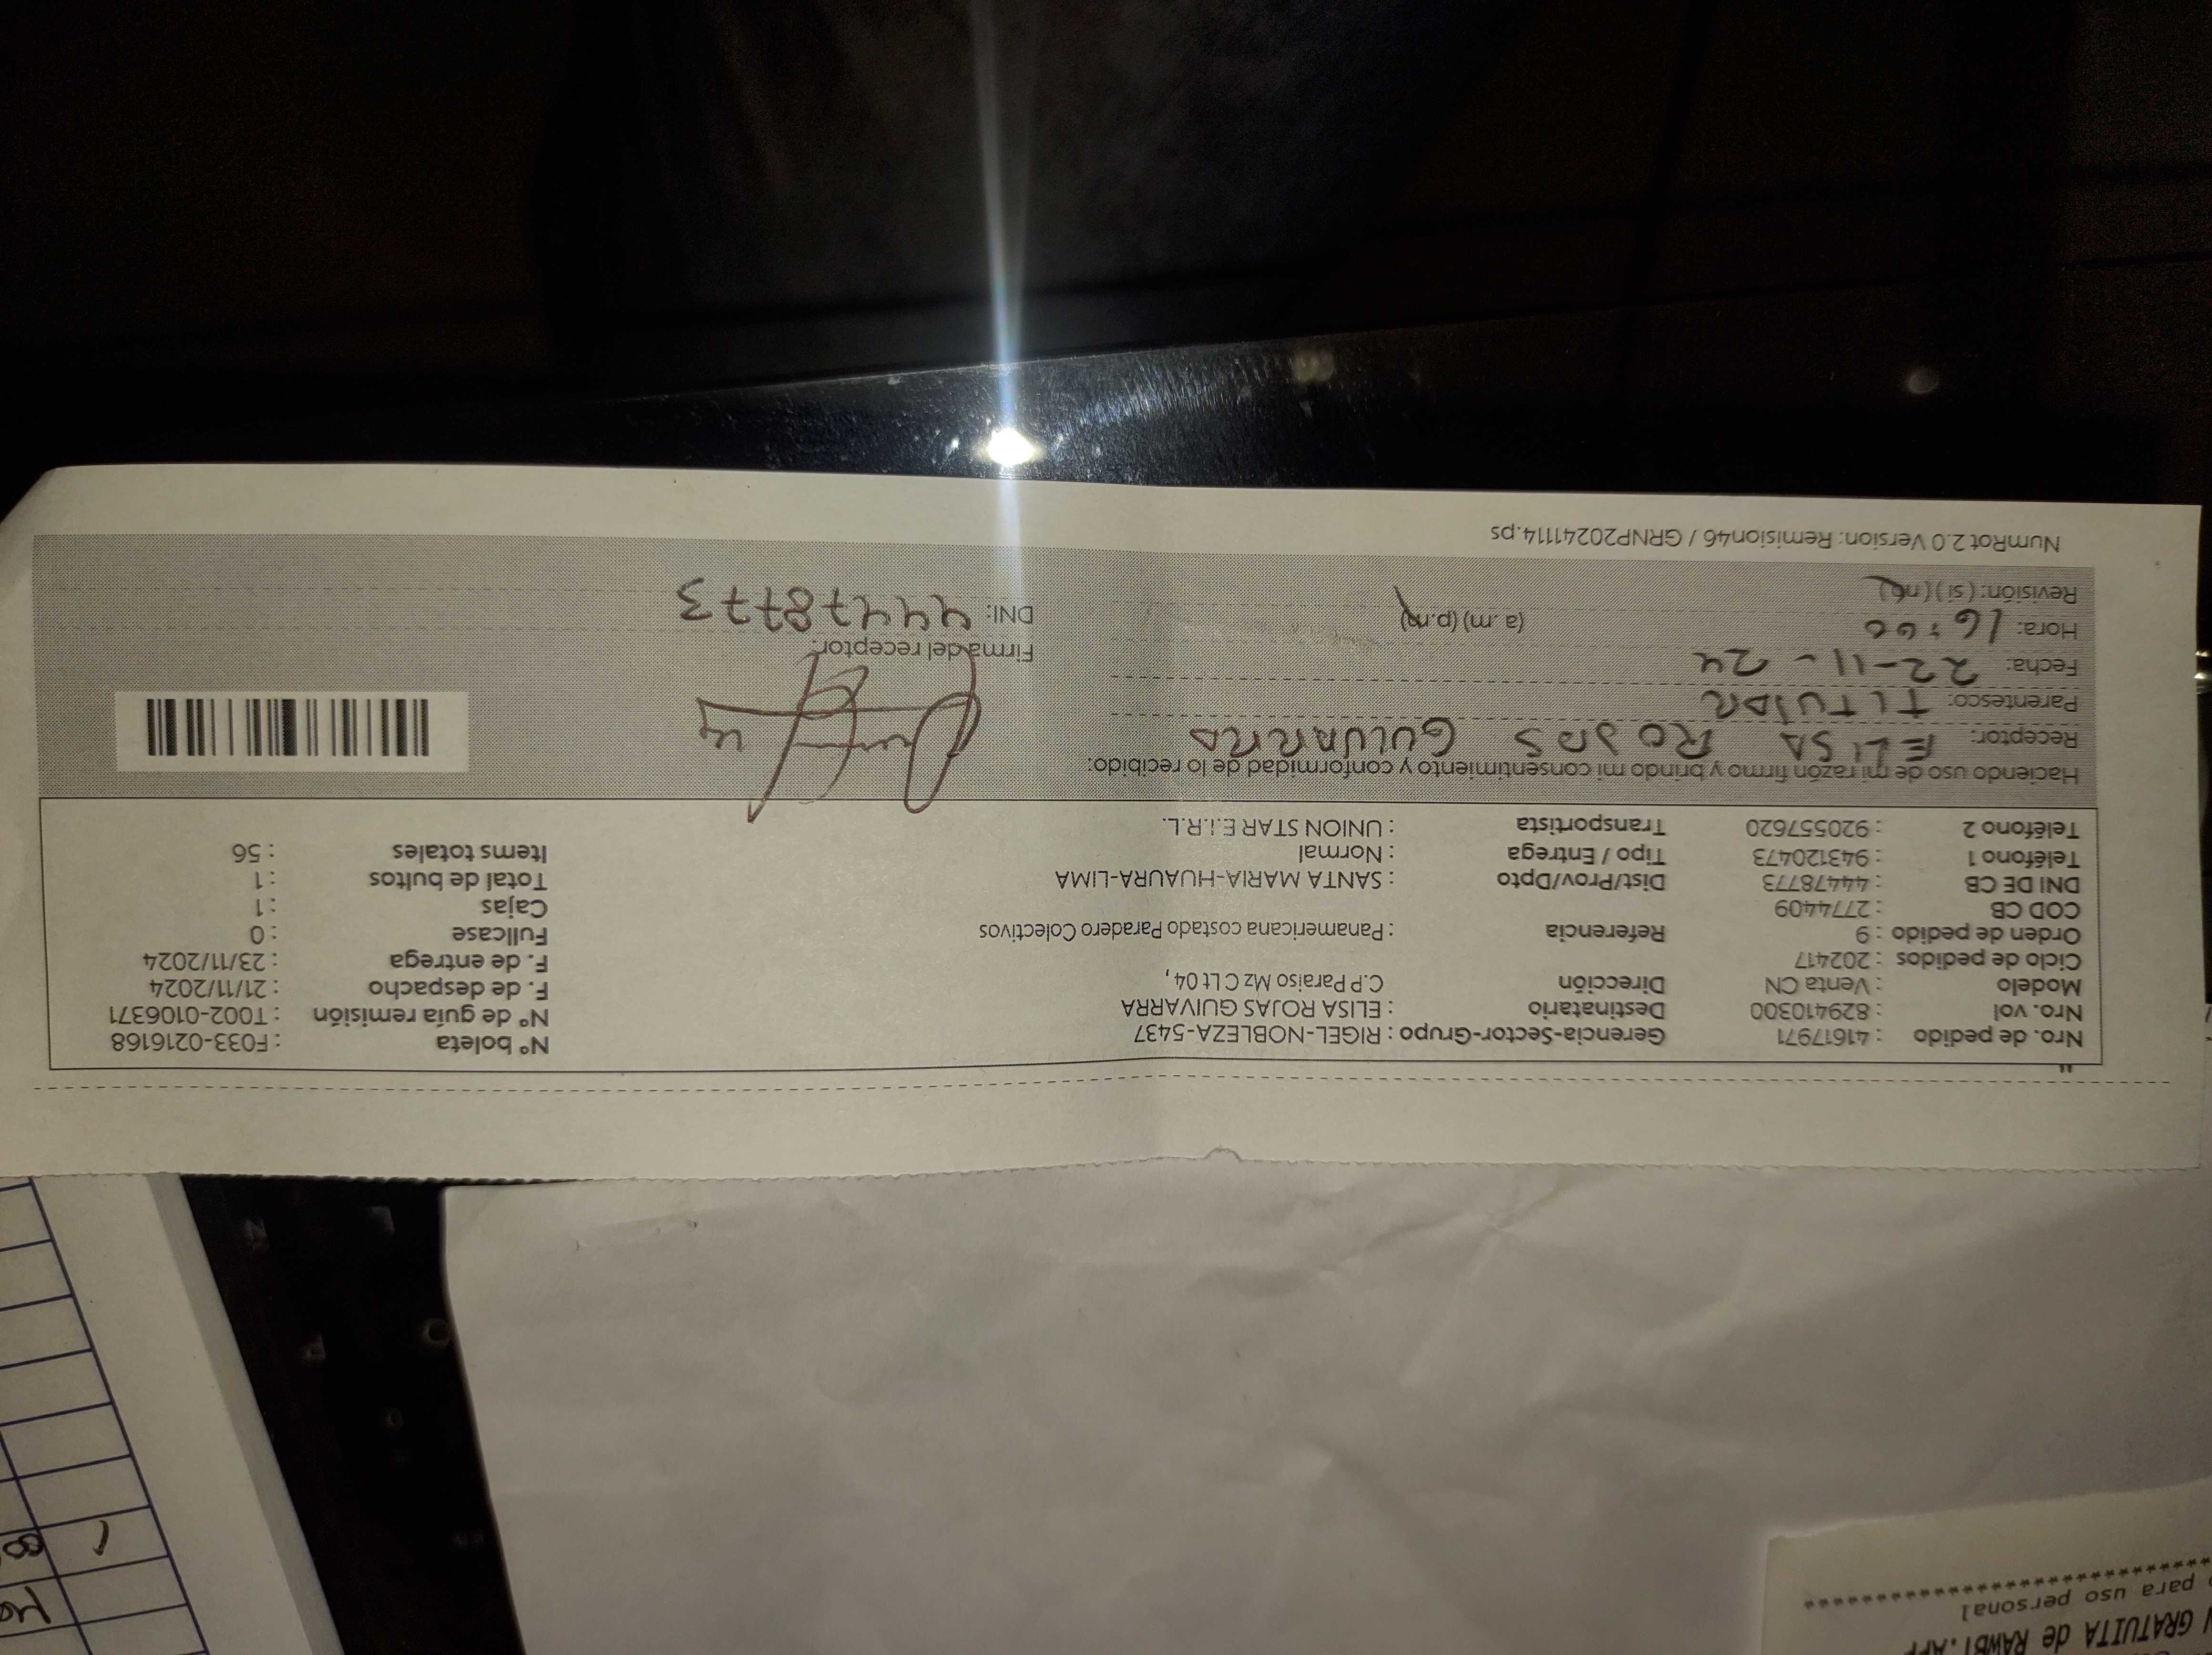 Nro. de pedido : 41617971 Gerencia-Sector-Grupo : RIGEL-NOBLEZA-5437 N° boleta : F033-0216168
Nro. vol : 829410300 Destinatario : ELISA ROJAS GUIVARRA N° de guía remisión : T002-0106371
Modelo : Venta CN Dirección C.P Paraiso Mz C Lt 04, F. de despacho : 21/11/2024
Ciclo de pedidos : 202417 F. de entrega : 23/11/2024
Orden de pedido : 9 Referencia : Panamericana costado Paradero Colectivos Fullcase : 0
COD CB : 2774409 Cajas : 1
DNI DE CB : 44478773 Dist/Prov/Dpto : SANTA MARIA-HUAURA-LIMA Total de bultos : 1
Teléfono 1 : 943120473 Tipo / Entrega : Normal Items totales : 56
Teléfono 2 : 920557620 Transportista : UNION STAR E.I.R.L.
Haciendo uso de mi razón firmo y brindo mi consentimiento y conformidad de lo recibido:
Receptor: ELISA ROJAS GUIVARRA
Parentesco: TITULAR
Fecha: 22-11-24 Firma del receptor:
Hora: 16:00 (a.m) (p.m) DNI: 44478773
Revisión: (si) (no)
NumRot 2.0 Version: Remision46 / GRNP20241114.ps
GRATUITA de RAWBT.APP
para uso personal